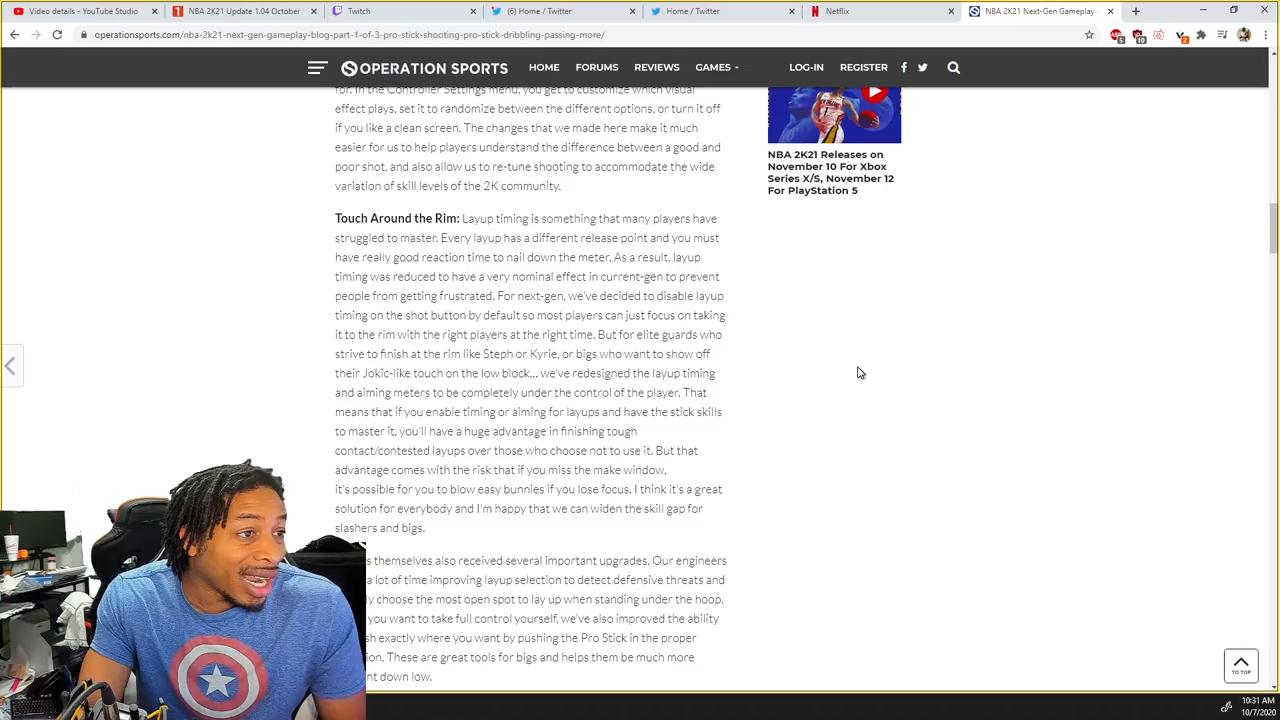 Video details - YouTube Studio
NBA 2K21 Update 1.04 October
Twitch
(6) Home / Twitter
Home / Twitter
Netflix
NBA 2K21 Next-Gen Gameplay -
operationsports.com/nba-2k21-next-gen-gameplay-blog-part-1-of-3-pro-stick-shooting-pro-stick-dribbling-passing-more/
OPERATION SPORTS
HOME
FORUMS
REVIEWS
GAMES
LOG-IN
REGISTER
for. In the Controller Settings menu, you get to customize which visual
effect plays, set it to randomize between the different options, or turn it off
if you like a clean screen. The changes that we made here make it much
easier for us to help players understand the difference between a good and
poor shot, and also allow us to re-tune shooting to accommodate the wide
variation of skill levels of the 2K community.
Touch Around the Rim: Layup timing is something that many players have
struggled to master. Every layup has a different release point and you must
have really good reaction time to nail down the meter. As a result, layup
timing was reduced to have a very nominal effect in current-gen to prevent
people from getting frustrated. For next-gen, we've decided to disable layup
timing on the shot button by default so most players can just focus on taking
it to the rim with the right players at the right time. But for elite guards who
strive to finish at the rim like Steph or Kyrie, or bigs who want to show off
their Jokic-like touch on the low block... we've redesigned the layup timing
and aiming meters to be completely under the control of the player. That
means that if you enable timing or aiming for layups and have the stick skills
to master it, you'll have a huge advantage in finishing tough
contact/contested layups over those who choose not to use it. But that
advantage comes with the risk that if you miss the make window,
it's possible for you to blow easy bunnies if you lose focus. I think it's a great
solution for everybody and I'm happy that we can widen the skill gap for
slashers and bigs.
themselves also received several important upgrades. Our engineers
a lot of time improving layup selection to detect defensive threats and
choose the most open spot to lay up when standing under the hoop.
you want to take full control yourself, we've also improved the ability
exactly where you want by pushing the Pro Stick in the proper
These are great tools for bigs and helps them be much more
down low.
NBA 2K21 Releases on
November 10 For Xbox
Series X/S, November 12
For PlayStation 5
TO TOP
10:31 AM
10/7/2020